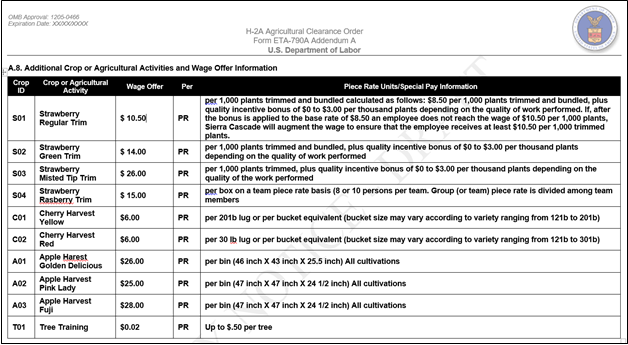 OMB Approval: 1205-0466
Expiration Date: XX/XX/XXXX
H-2A Agricultural Clearance Order
Form ETA-790A Addendum A
U.S. Department of Labor
A.8. Additional Crop or Agricultural Activities and Wage Offer Information
Crop ID Crop or Agricultural Activity Wage Offer Per Piece Rate Units/Special Pay Information
S01 Strawberry Regular Trim $ 10.50 PR per 1,000 plants trimmed and bundled calculated as follows: $8.50 per 1,000 plants trimmed and bundled, plus
quality incentive bonus of $0 to $3.00 per thousand plants depending on the quality of work performed. If, after
the bonus is applied to the base rate of $8.50 an employee does not reach the wage of $10.50 per 1,000 plants,
Sierra Cascade will augment the wage to ensure that the employee receives at least $10.50 per 1,000 trimmed
plants.
S02 Strawberry Green Trim $ 14.00 PR per 1,000 plants trimmed and bundled, plus quality incentive bonus of $0 to $3.00 per thousand plants
depending on the quality of work performed
S03 Strawberry Misted Tip Trim $ 26.00 PR per 1,000 plants trimmed, plus quality incentive bonus of $0 to $3.00 per thousand plants depending on the
quality of the work performed
S04 Strawberry Rasberry Trim $ 15.00 PR per box on a team piece rate basis (8 or 10 persons per team. Group (or team) piece rate is divided among team
members
C01 Cherry Harvest Yellow $6.00 PR per 201b lug or per bucket equivalent (bucket size may vary according to variety ranging from 121b to 201b)
C02 Cherry Harvest Red $6.00 PR per 30 lb lug or per bucket equivalent (bucket size may vary according to variety ranging from 121b to 301b)
A01 Apple Harest Golden Delicious $26.00 PR per bin (46 inch X 43 inch X 25.5 inch) All cultivations
A02 Apple Harvest Pink Lady $25.00 PR per bin (47 inch X 47 inch X 24 1/2 inch) All cultivations
A03 Apple Harvest Fuji $28.00 PR per bin (47 inch X 47 inch X 24 1/2 inch) All cultivations
T01 Tree Training $0.02 PR Up to $.50 per tree